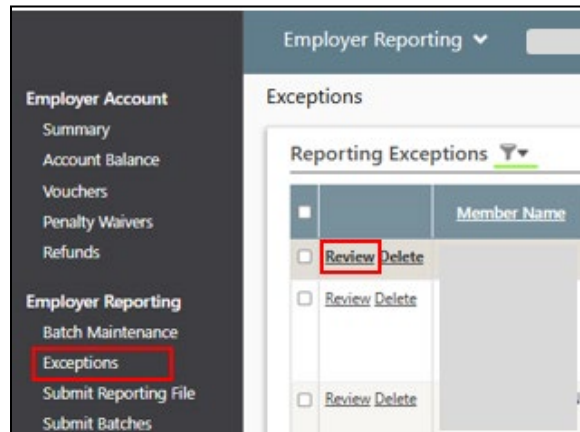 Employer Reporting
Employer Account
Summary
Account Balance
Vouchers
Penalty Waivers
Refunds
Employer Reporting
Batch Maintenance
Exceptions
Submit Reporting File
Submit Batches
Exceptions
Reporting Exceptions
Member Name
Review Delete
Review Delete
Review Delete